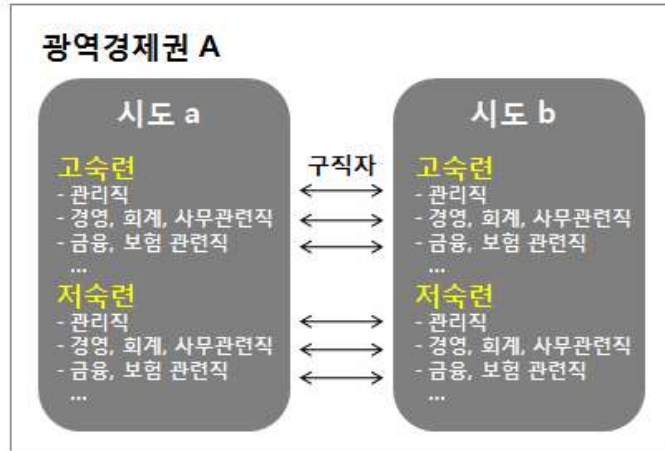 광역경제권 A
시도 a
고숙련
- 관리직
- 경영, 회계, 사무관련직
- 금융, 보험 관련직
...
저숙련
- 관리직
- 경영, 회계, 사무관련직
- 금융, 보험 관련직
...
구직자
시도 b
고숙련
- 관리직
- 경영, 회계, 사무관련직
- 금융, 보험 관련직
...
저숙련
- 관리직
- 경영, 회계, 사무관련직
- 금융, 보험 관련직
...